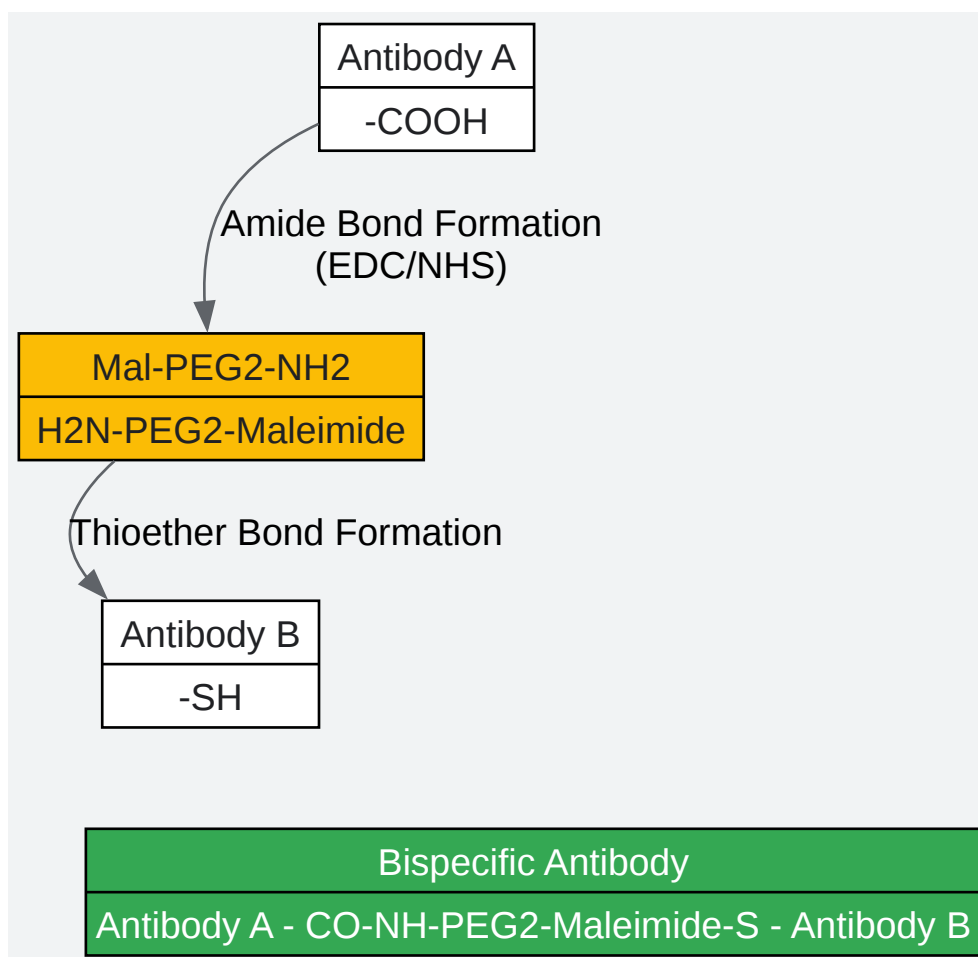 Antibody A
-COOH
Amide Bond Formation
(EDC/NHS)
Mal-PEG2-NH2
H2N-PEG2-Maleimide
Thioether Bond Formation
Antibody B
-SH
Bispecific Antibody
Antibody A - CO-NH-PEG2-Maleimide-S - Antibody B